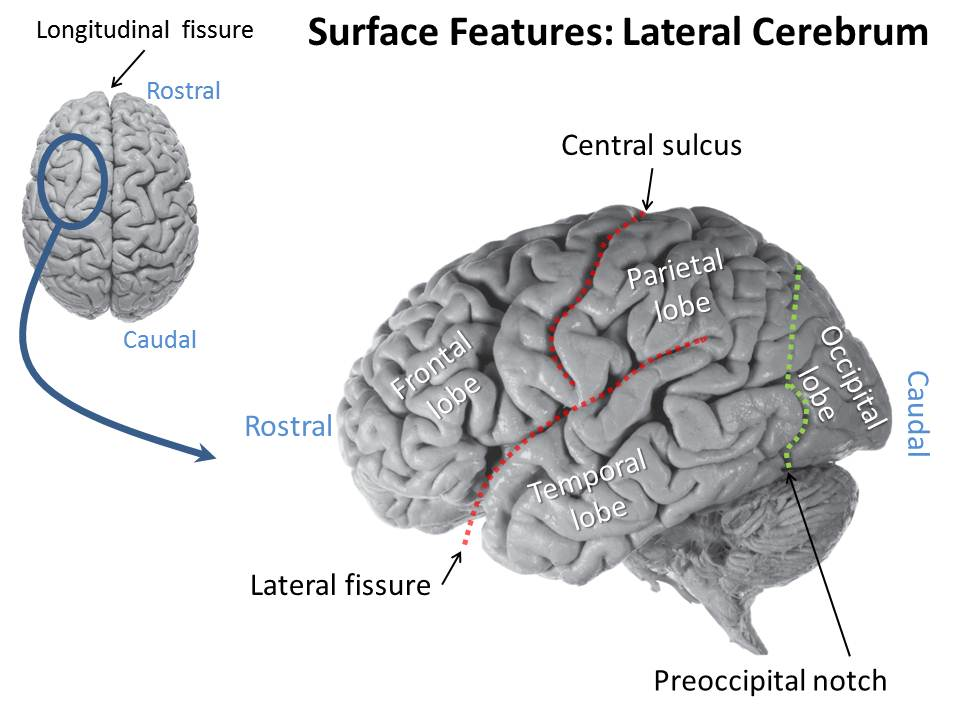 Surface Features: Lateral Cerebrum
Longitudinal fissure
Rostral
Caudal
Central sulcus
Parietal
lobe
Frontal
lobe
Occipital
lobe
Rostral
Caudal
Temporal
lobe
Lateral fissure
Preoccipital notch